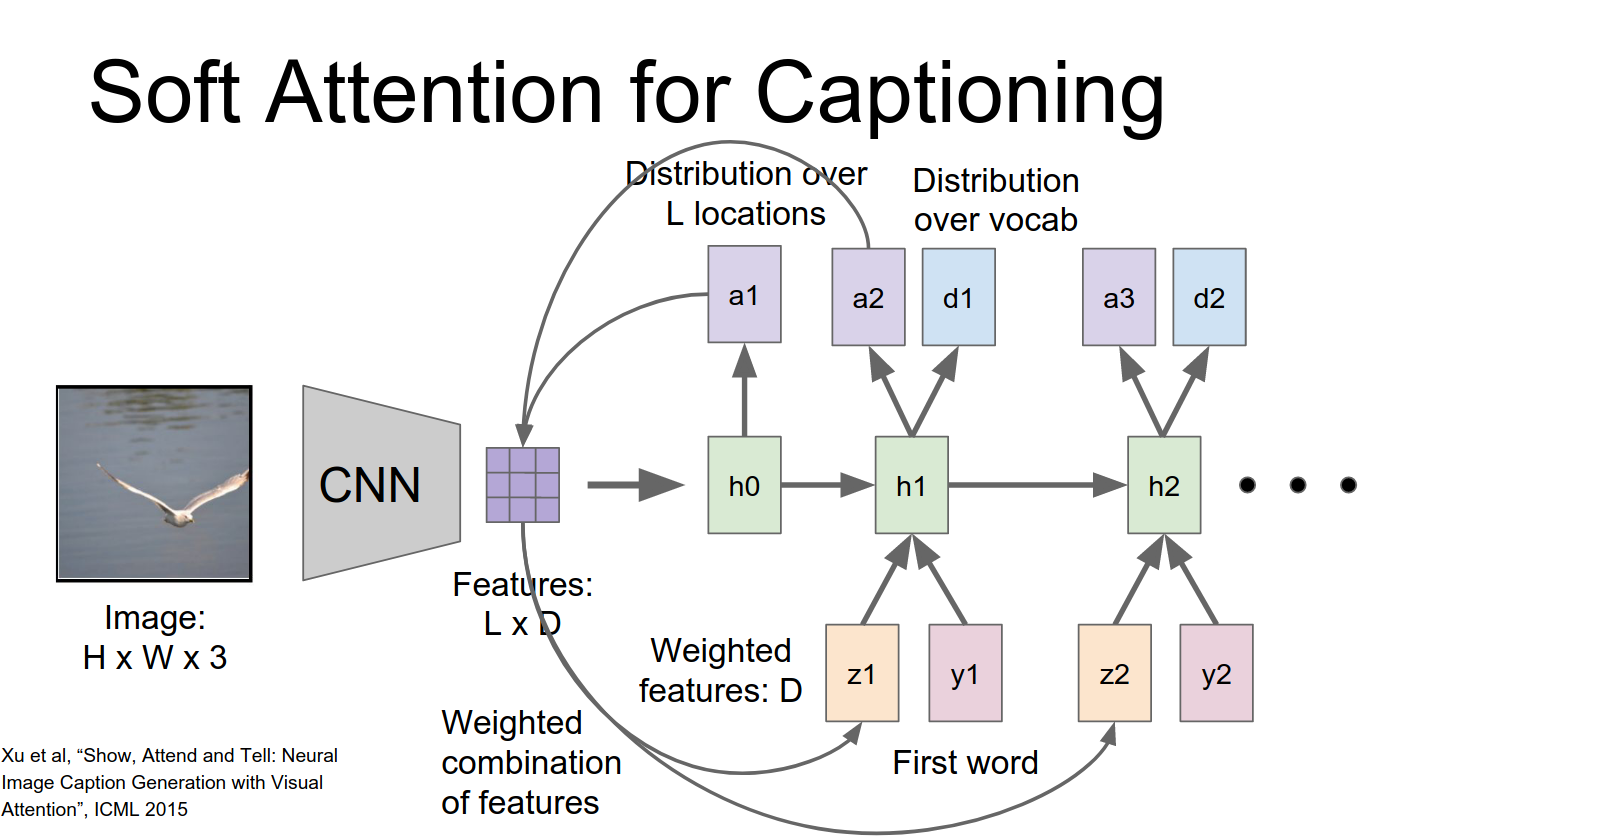 Soft Attention for Captioning
Distribution over
L locations
Distribution
over vocab
a1
a2
d1
a3
d2
CNN
h0
h1
h2
Features:
L x D
Image:
H x W x 3
Weighted
features: D
z1
y1
z2
y2
Weighted
combination
of features
First word
Xu et al, “Show, Attend and Tell: Neural
Image Caption Generation with Visual
Attention”, ICML 2015